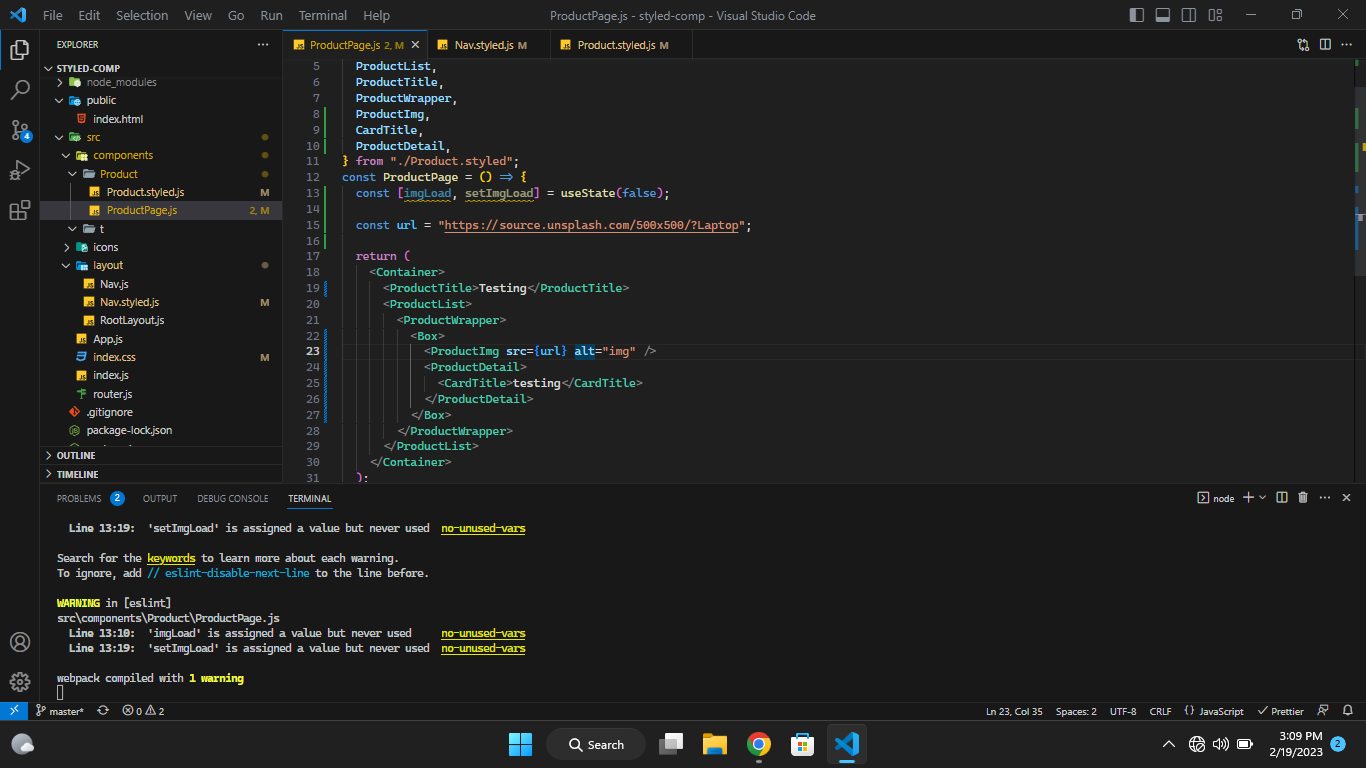 File Edit Selection View Go Run Terminal Help
ProductPage.js - styled-comp - Visual Studio Code
EXPLORER
STYLED-COMP
node_modules
public
index.html
src
components
Product
Product.styled.js M
ProductPage.js 2, M
t
icons
layout
Nav.js
Nav.styled.js M
RootLayout.js
App.js
index.css M
index.js
router.js
.gitignore
package-lock.json
OUTLINE
TIMELINE
4
ProductPage.js 2, M
Nav.styled.js M
Product.styled.js M
5 ProductList,
6 ProductTitle,
7 ProductWrapper,
8 ProductImg,
9 CardTitle,
10 ProductDetail,
11 } from "./Product.styled";
12 const ProductPage = () => {
13 const [imgLoad, setImgLoad] = useState(false);
14
15 const url = "https://source.unsplash.com/500x500/?Laptop";
16
17 return (
18 <Container>
19 <ProductTitle>Testing</ProductTitle>
20 <ProductList>
21 <ProductWrapper>
22 <Box>
23 <ProductImg src={url} alt="img" />
24 <ProductDetail>
25 <CardTitle>testing</CardTitle>
26 </ProductDetail>
27 </Box>
28 </ProductWrapper>
29 </ProductList>
30 </Container>
31 );
PROBLEMS 2 OUTPUT DEBUG CONSOLE TERMINAL
node
Line 13:19: 'setImgLoad' is assigned a value but never used no-unused-vars
Search for the keywords to learn more about each warning.
To ignore, add // eslint-disable-next-line to the line before.
WARNING in [eslint]
src\components\Product\ProductPage.js
Line 13:10: 'imgLoad' is assigned a value but never used no-unused-vars
Line 13:19: 'setImgLoad' is assigned a value but never used no-unused-vars
webpack compiled with 1 warning
master* 0 2
Ln 23, Col 35 Spaces: 2 UTF-8 CRLF {} JavaScript Prettier
Search
3:09 PM
2/19/2023
2